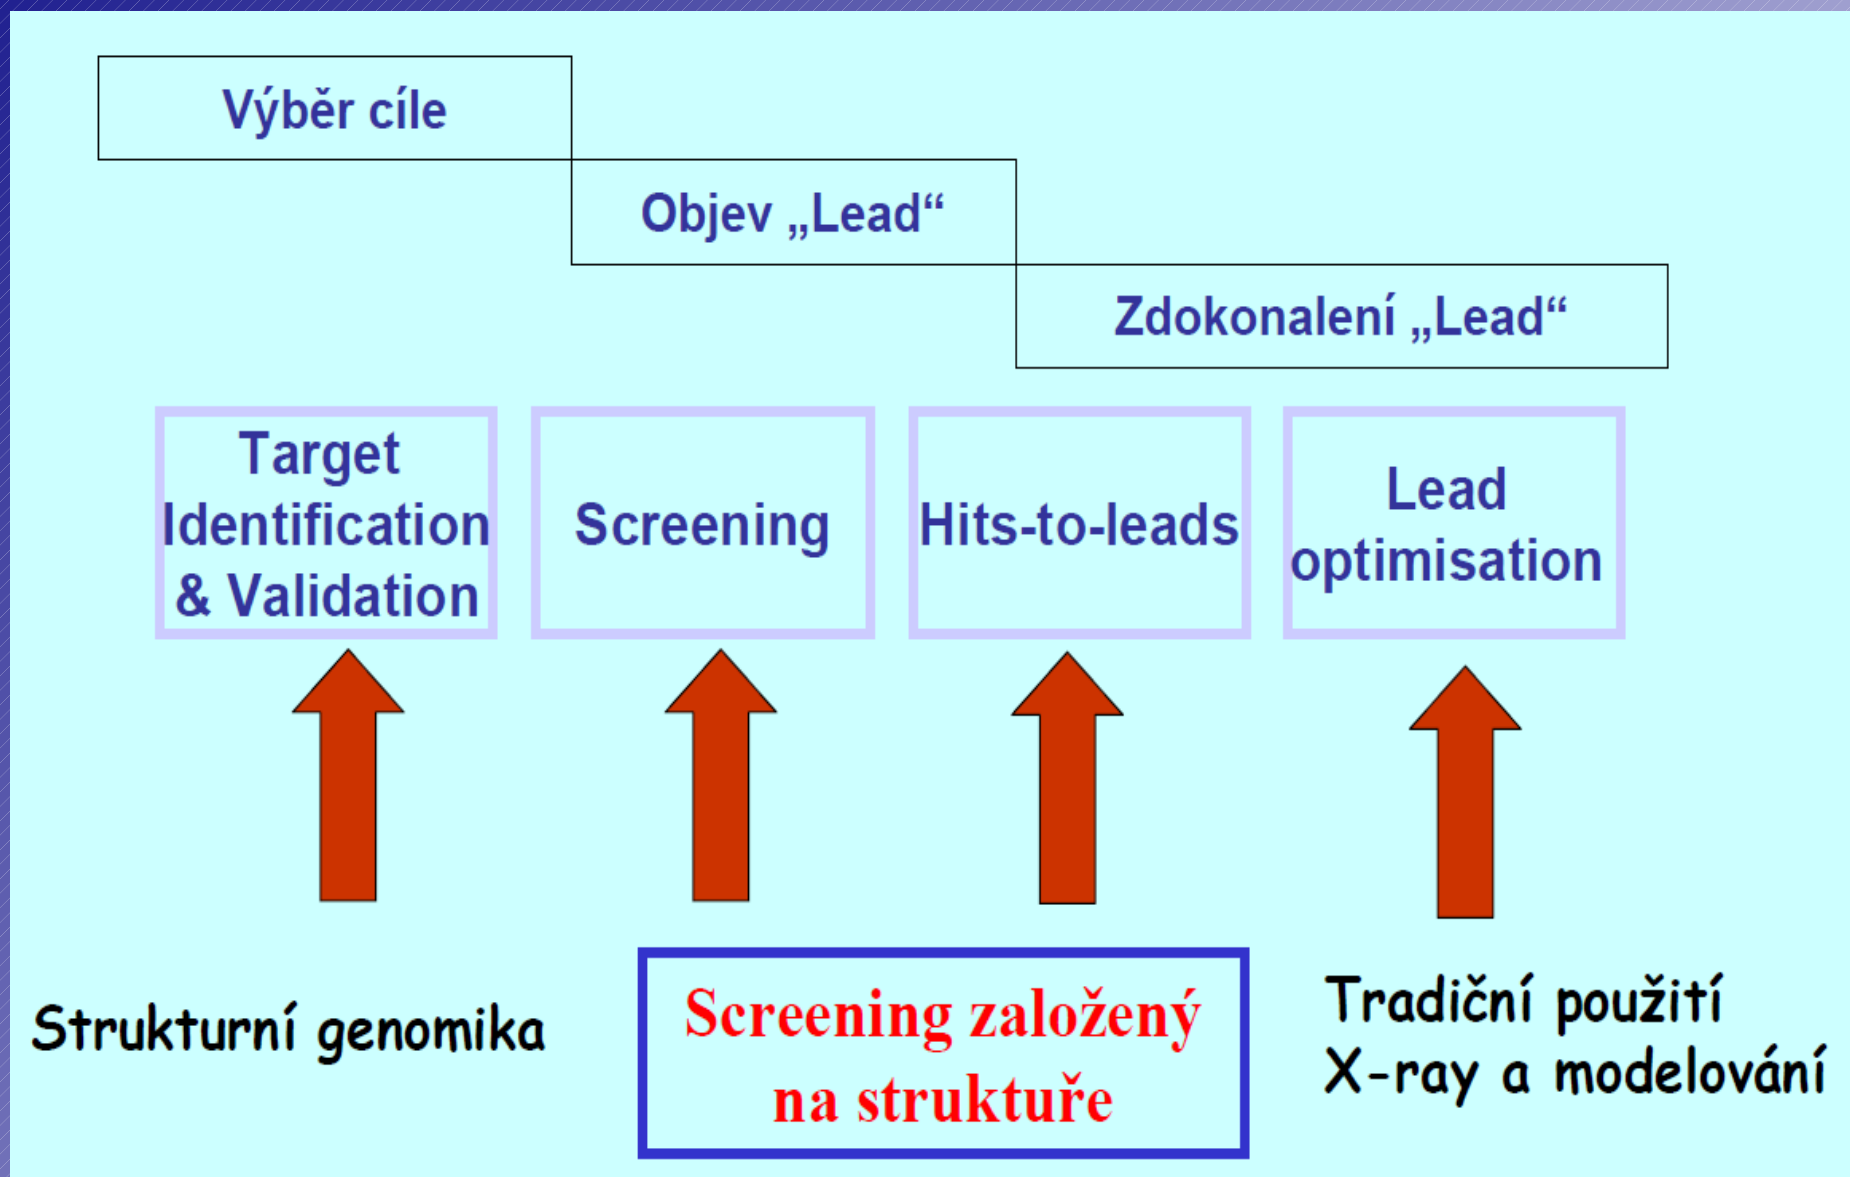 Výběr cíle
Objev „Lead“
Zdokonalení „Lead“
Target
Identification
& Validation
Screening
Hits-to-leads
Lead
optimisation
Strukturní genomika
Screening založený
na struktuře
Tradiční použití
X-ray a modelování